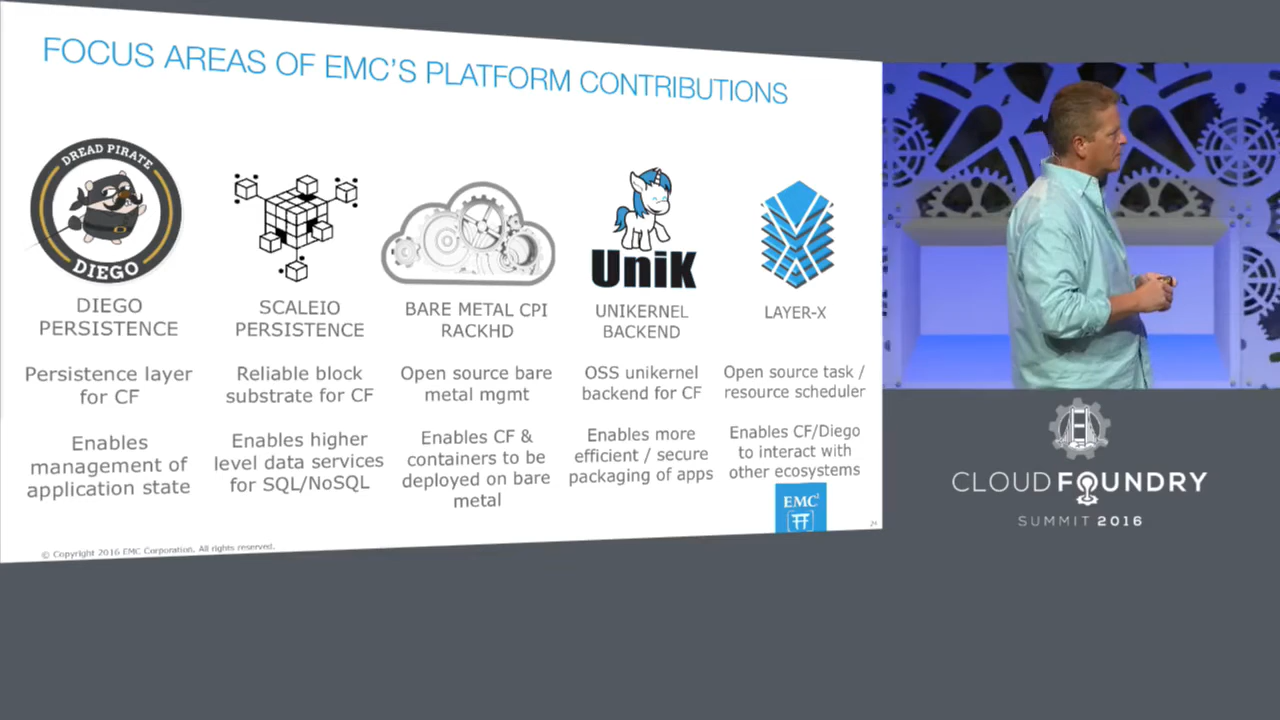 FOCUS AREAS OF EMC'S PLATFORM CONTRIBUTIONS
DREAD PIRATE
DIEGO
UniK
DIEGO
PERSISTENCE
Persistence layer
for CF
Enables
management of
application state
SCALEIO
PERSISTENCE
Reliable block
substrate for CF
Enables higher
level data services
for SQL/NoSQL
BARE METAL CPI
RACKHD
Open source bare
metal mgmt
Enables CF &
containers to be
deployed on bare
metal
UNIKERNEL
BACKEND
OSS unikernel
backend for CF
Enables more
efficient / secure
packaging of apps
LAYER-X
Open source task /
resource scheduler
Enables CF/Diego
to interact with
other ecosystems
EMC²
24
© Copyright 2016 EMC Corporation. All rights reserved.
CLOUD FOUNDRY
SUMMIT 2016